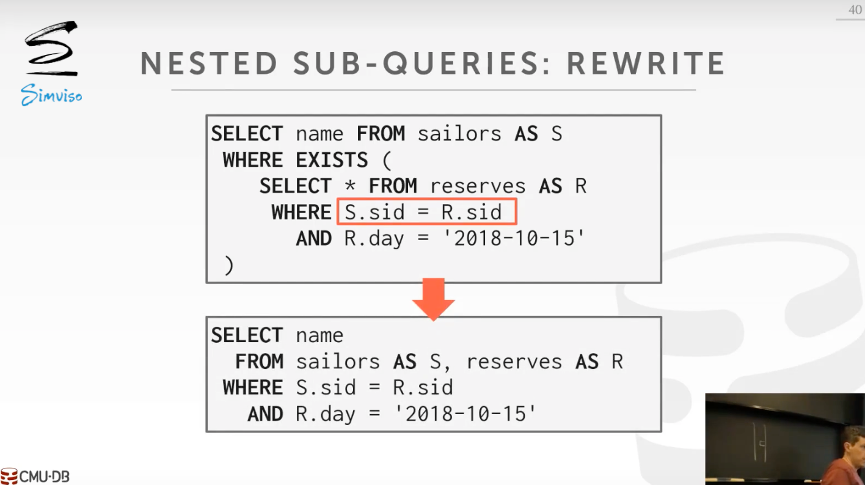 40
Simviso
NESTED SUB-QUERIES: REWRITE
SELECT name FROM sailors AS S
WHERE EXISTS (
SELECT * FROM reserves AS R
WHERE S.sid = R.sid
AND R.day = '2018-10-15'
)
SELECT name
FROM sailors AS S, reserves AS R
WHERE S.sid = R.sid
AND R.day = '2018-10-15'
CMU·DB